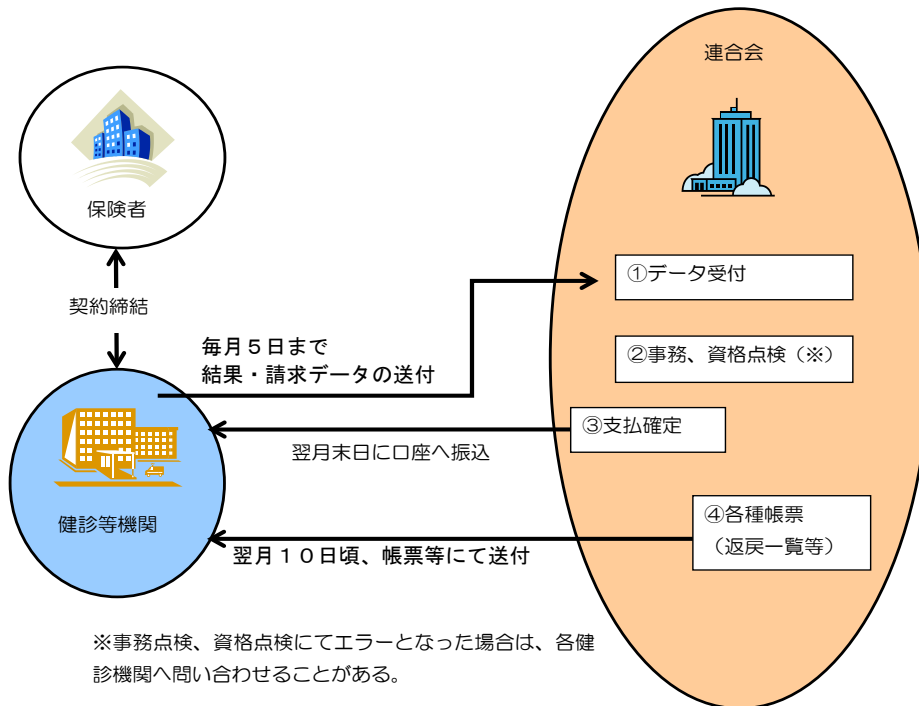 連合会
保険者
契約締結
①データ受付
毎月５日まで
結果・請求データの送付
②事務、資格点検（※）
③支払確定
翌月末日に口座へ振込
健診等機関
④各種帳票
（返戻一覧等）
翌月１０日頃、帳票等にて送付
※事務点検、資格点検にてエラーとなった場合は、各健
診機関へ問い合わせることがある。